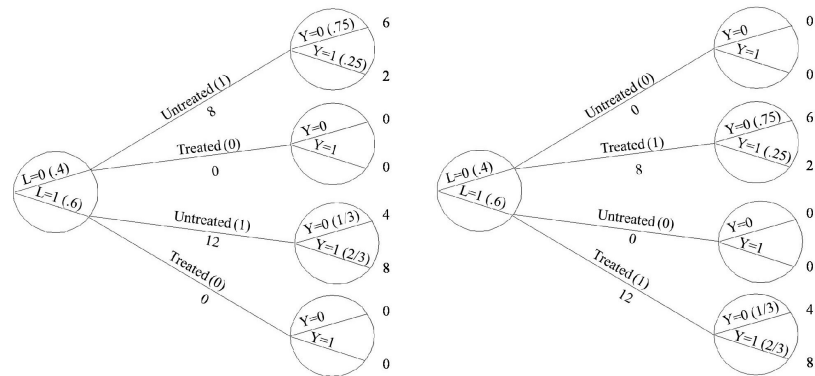 Y=0 (.75)
6
Y=1 (.25)
2
Untreated (1)
8
Y=0
0
Y=1
0
Treated (0)
0
L=0 (.4)
L=1 (.6)
Untreated (1)
12
Y=0 (1/3)
4
Y=1 (2/3)
8
Treated (0)
0
Y=0
0
Y=1
0
Y=0
0
Y=1
0
Untreated (0)
0
Y=0 (.75)
6
Y=1 (.25)
2
Treated (1)
8
L=0 (.4)
L=1 (.6)
Untreated (0)
0
Y=0
0
Y=1
0
Treated (1)
12
Y=0 (1/3)
4
Y=1 (2/3)
8